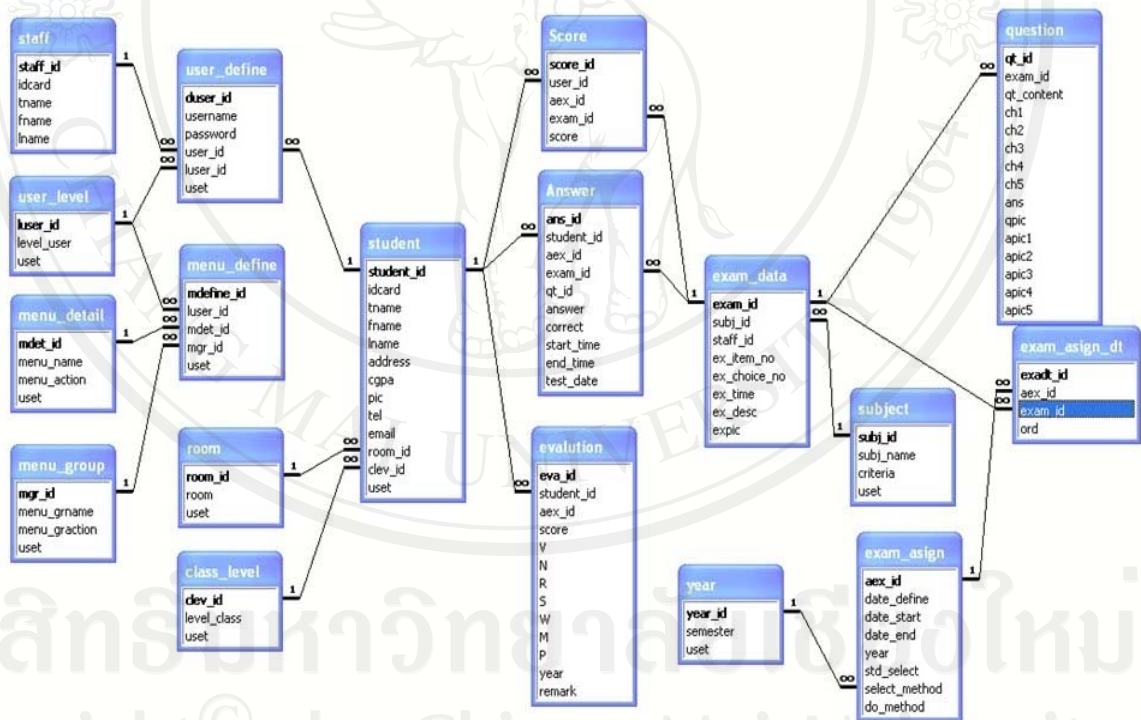 staff
staff_id
idcard
tname
fname
lname
user_level
luser_id
level_user
uset
menu_detail
mdet_id
menu_name
menu_action
uset
menu_group
mgr_id
menu_grname
menu_graction
uset
user_define
duser_id
username
password
user_id
luser_id
uset
menu_define
mdefine_id
luser_id
mdet_id
mgr_id
uset
room
room_id
room
uset
class_level
clev_id
level_class
uset
student
student_id
idcard
tname
fname
lname
address
cgpa
pic
tel
email
room_id
clev_id
uset
Score
score_id
user_id
aex_id
exam_id
score
Answer
ans_id
student_id
aex_id
exam_id
qt_id
answer
correct
start_time
end_time
test_date
evalution
eva_id
student_id
aex_id
score
V
N
R
S
W
M
P
year
remark
exam_data
exam_id
subj_id
staff_id
ex_item_no
ex_choice_no
ex_time
ex_desc
expic
subject
subj_id
subj_name
criteria
uset
year
year_id
semester
uset
exam_asign
aex_id
date_define
date_start
date_end
year
std_select
select_method
do_method
question
qt_id
exam_id
qt_content
ch1
ch2
ch3
ch4
ch5
ans
qpic
apic1
apic2
apic3
apic4
apic5
exam_asign_dt
exadt_id
aex_id
exam_id
ord
CHIANG MAI UNIVERSITY 1964